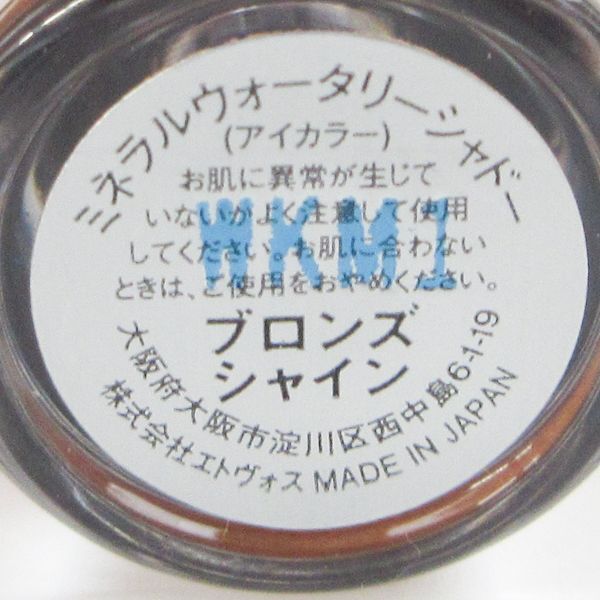 ミネラルウォータリーシャドー
(アイカラー)
お肌に異常が生じて
いないかよく注意して使用
してください。お肌に合わない
ときは、ご使用をおやめください。
WKM1
ブロンズ
シャイン
大阪府大阪市淀川区西中島6-1-19
株式会社エトヴォス MADE IN JAPAN